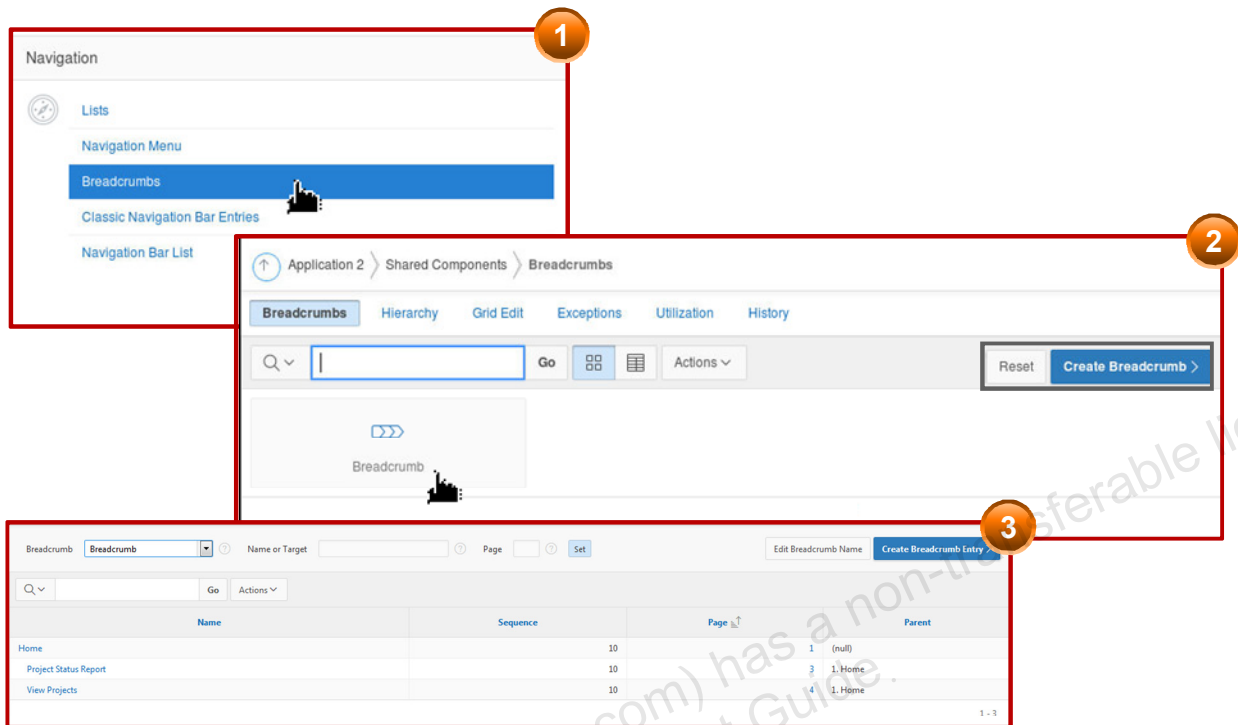 1
Navigation
Lists
Navigation Menu
Breadcrumbs
Classic Navigation Bar Entries
Navigation Bar List
2
Application 2 Shared Components Breadcrumbs
Breadcrumbs Hierarchy Grid Edit Exceptions Utilization History
Go Actions Reset Create Breadcrumb
Breadcrumb
3
Breadcrumb Breadcrumb Name or Target Page Set Edit Breadcrumb Name Create Breadcrumb Entry
Go Actions
Name Sequence Page Parent
Home 10 1 (null)
Project Status Report 10 3 1. Home
View Projects 10 4 1. Home
1 - 3
com) has a non-transferable
Guide.